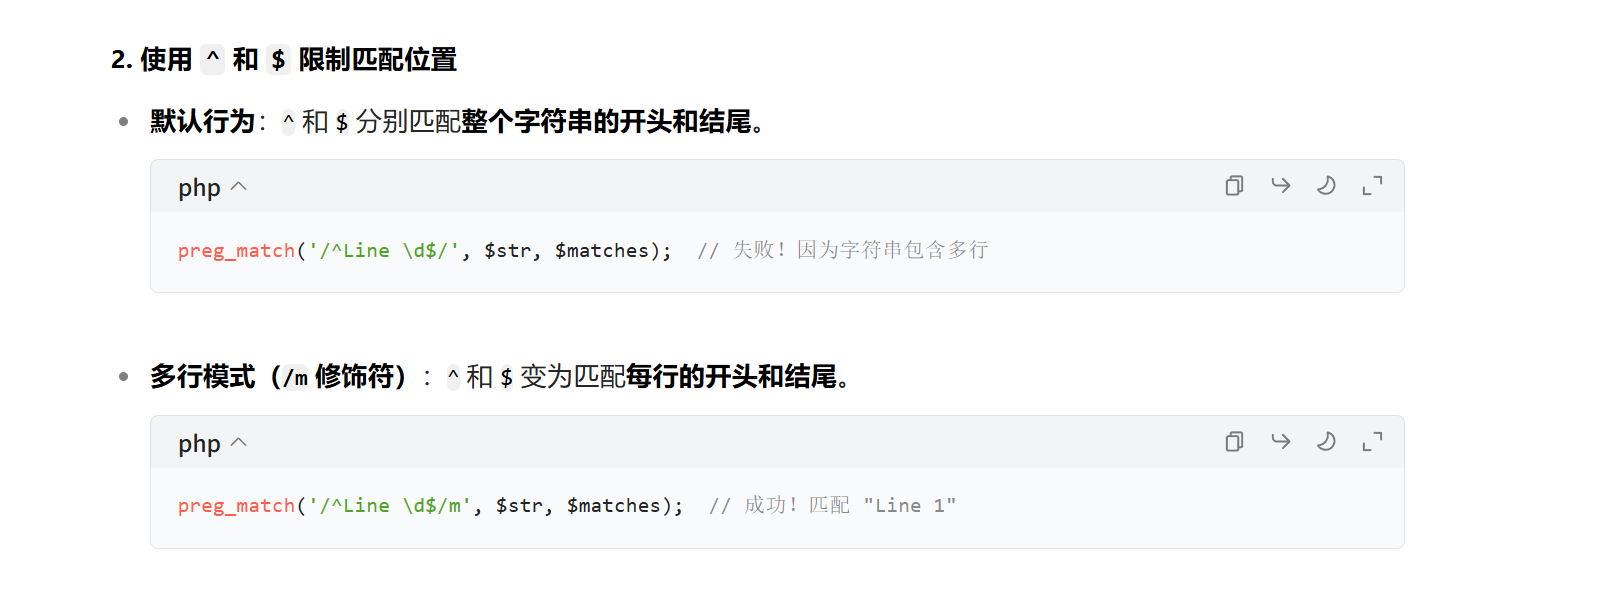 2. 使用 ^ 和 $ 限制匹配位置
默认行为：^ 和 $ 分别匹配整个字符串的开头和结尾。
php
preg_match('/^Line \d$/', $str, $matches);  // 失败！因为字符串包含多行
多行模式（/m 修饰符）：^ 和 $ 变为匹配每行的开头和结尾。
php
preg_match('/^Line \d$/m', $str, $matches);  // 成功！匹配 "Line 1"